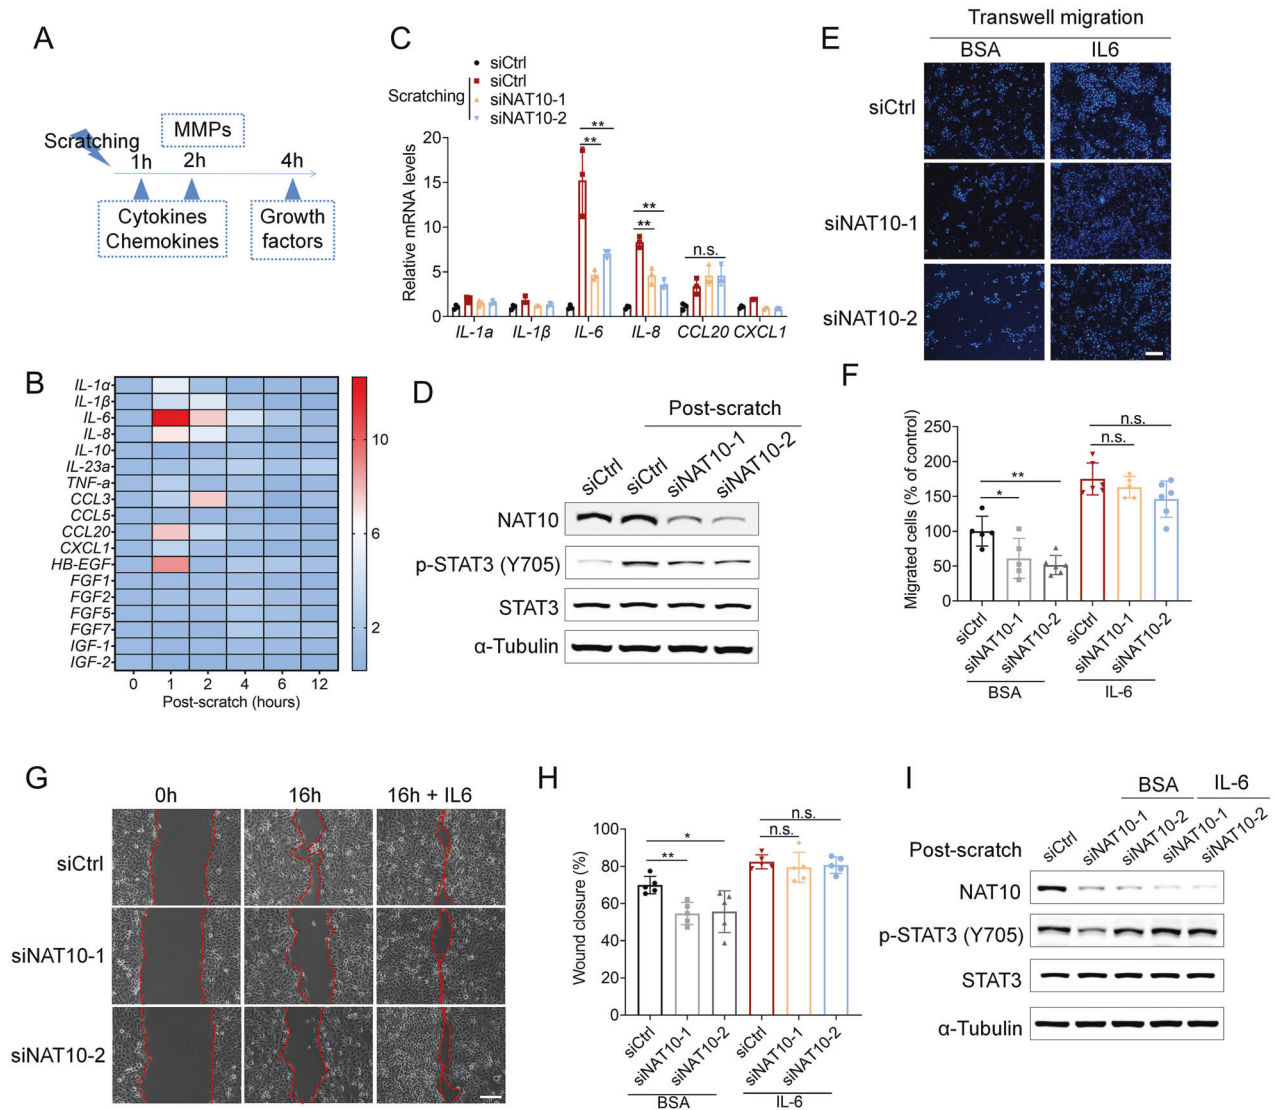 A
Scratching
MMPs
1h
2h
4h
Cytokines
Chemokines
Growth
factors
B
IL-1α
IL-1β
IL-6
IL-8
IL-10
IL-23a
TNF-a
CCL3
CCL5
CCL20
CXCL1
HB-EGF
FGF1
FGF2
FGF5
FGF7
IGF-1
IGF-2
0 1 2 4 6 12
Post-scratch (hours)
10
6
2
C
siCtrl
siCtrl
Scratching
siNAT10-1
siNAT10-2
Relative mRNA levels
20
15
10
5
0
**
**
**
**
n.s.
IL-1a IL-1β IL-6 IL-8 CCL20 CXCL1
D
Post-scratch
siCtrl siCtrl siNAT10-1 siNAT10-2
NAT10
p-STAT3 (Y705)
STAT3
α-Tubulin
E
Transwell migration
BSA IL6
siCtrl
siNAT10-1
siNAT10-2
F
Migrated cells (% of control)
250
200
150
100
50
0
**
*
n.s.
n.s.
siCtrl siNAT10-1 siNAT10-2 siCtrl siNAT10-1 siNAT10-2
BSA IL-6
G
0h 16h 16h + IL6
siCtrl
siNAT10-1
siNAT10-2
H
Wound closure (%)
100
80
60
40
20
0
*
**
n.s.
n.s.
siCtrl siNAT10-1 siNAT10-2 siCtrl siNAT10-1 siNAT10-2
BSA IL-6
I
BSA IL-6
Post-scratch
siCtrl siNAT10-1 siNAT10-2 siNAT10-1 siNAT10-2
NAT10
p-STAT3 (Y705)
STAT3
α-Tubulin